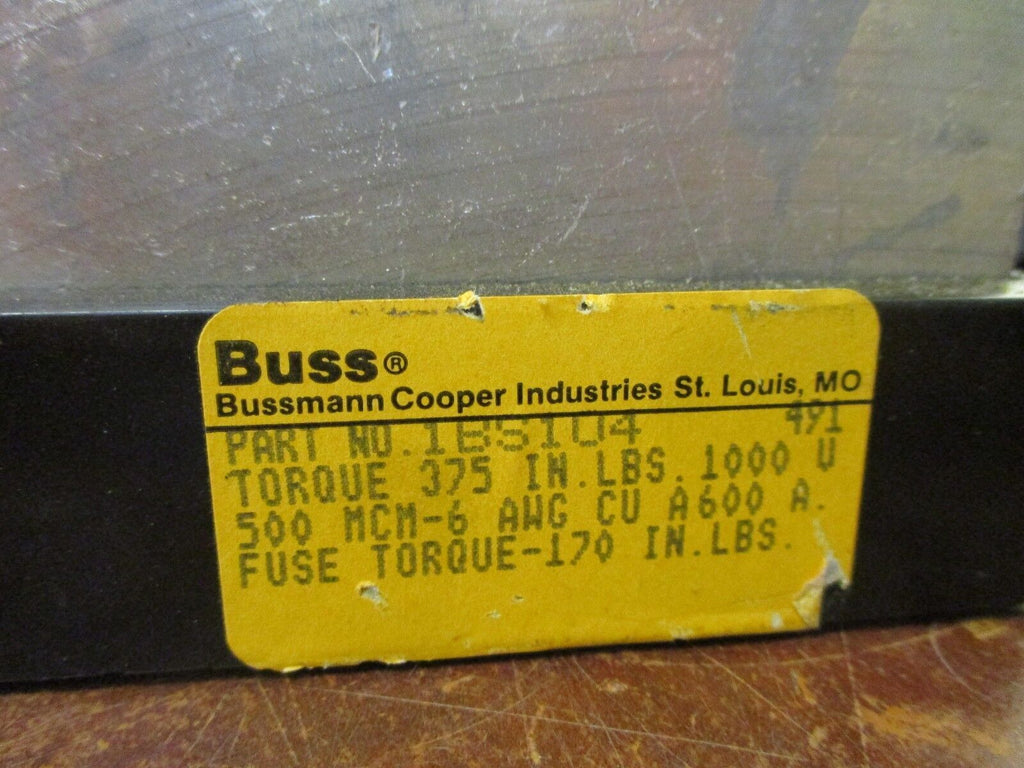 Buss®
Bussmann Cooper Industries St. Louis, MO
PART NO.1BS104 491
TORQUE 375 IN.LBS.1000 V
500 MCM-6 AWG CU A600 A.
FUSE TORQUE-170 IN.LBS.